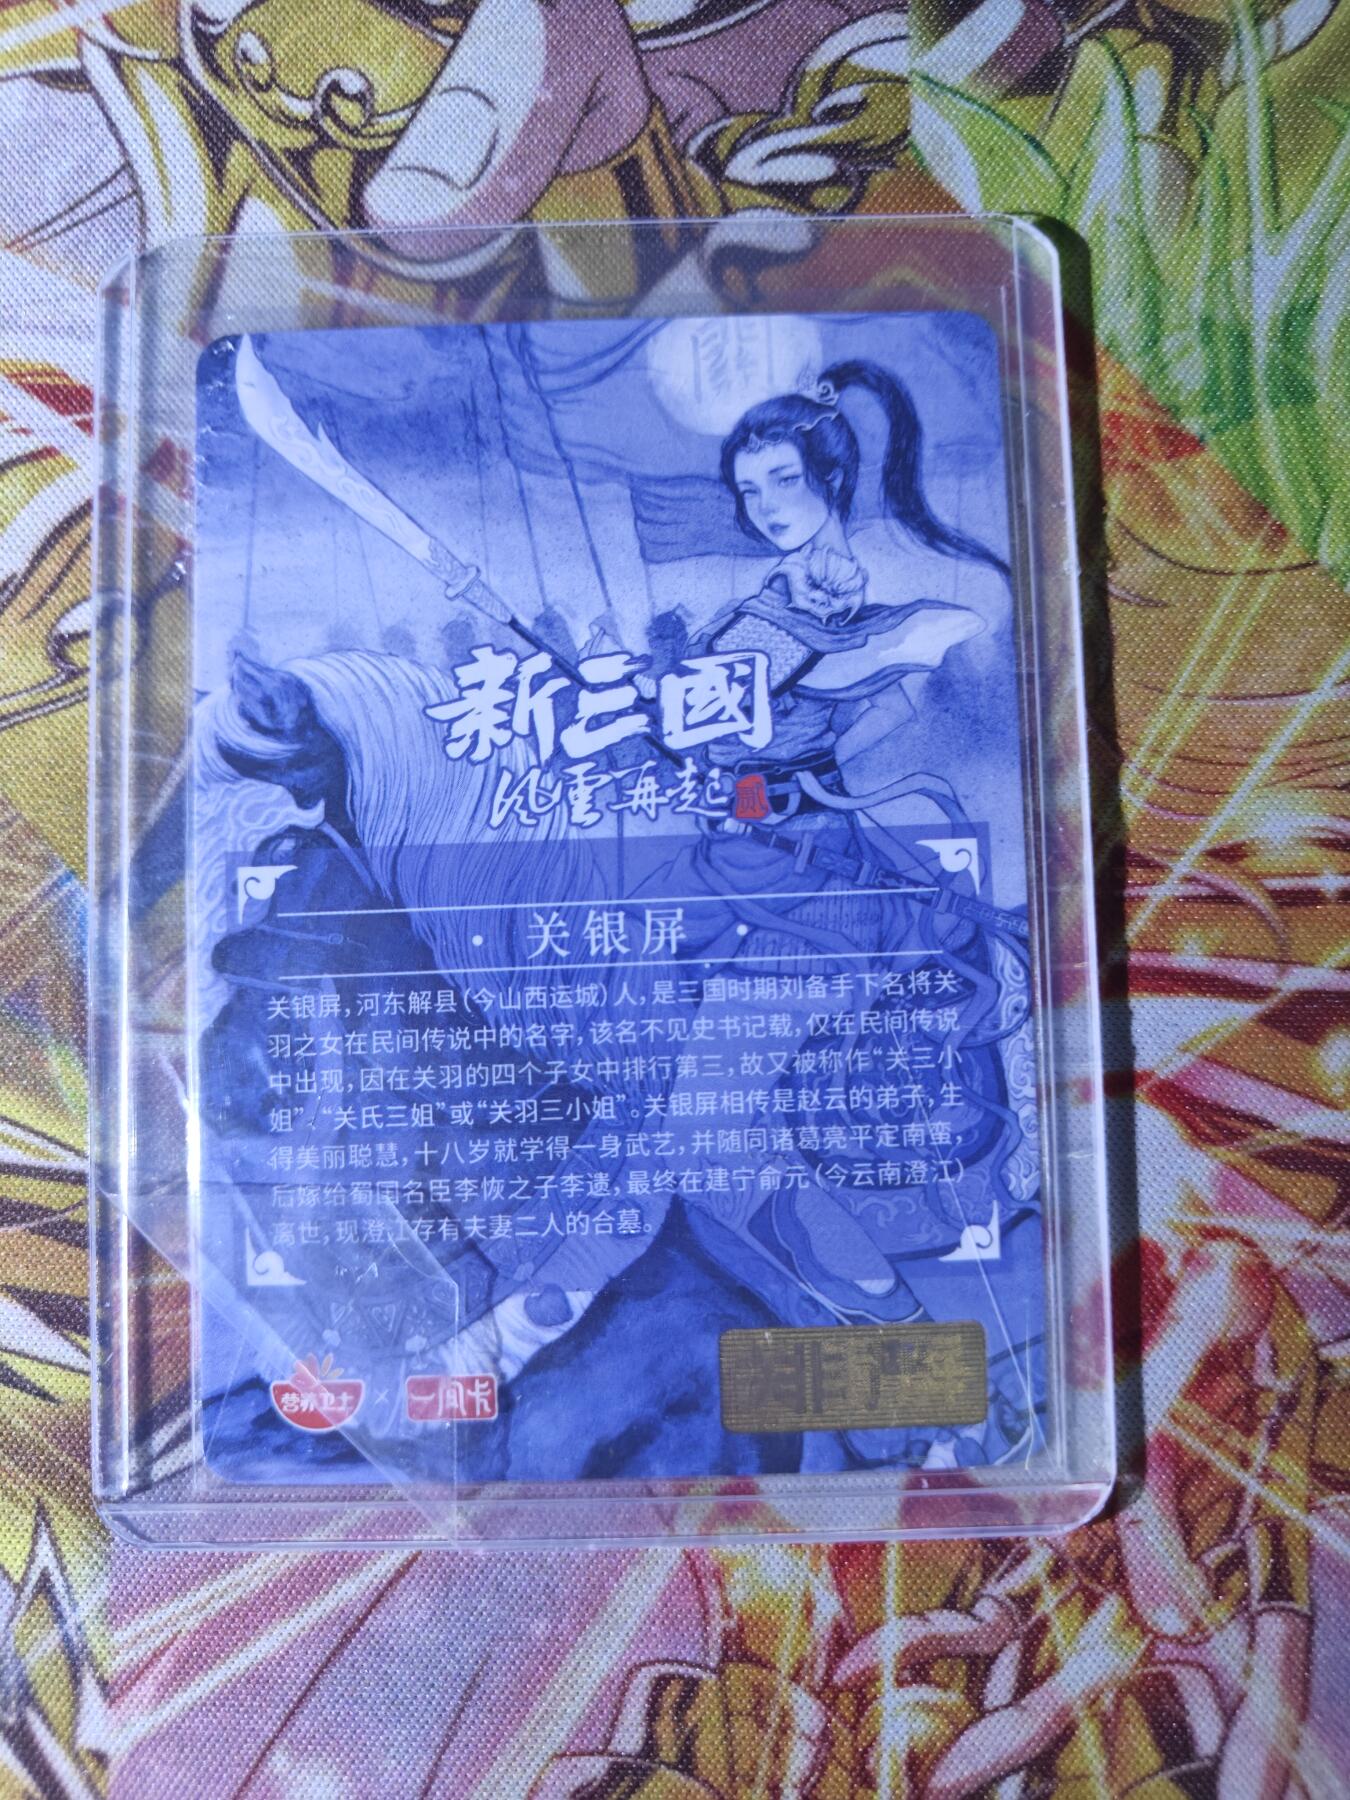 關
新三國
风雲再起 贰
· 关银屏 ·
关银屏，河东解县（今山西运城）人，是三国时期刘备手下名将关
羽之女在民间传说中的名字，该名不见史书记载，仅在民间传说
中出现，因在关羽的四个子女中排行第三，故又被称作“关三小
姐”、“关氏三姐”或“关羽三小姐”。关银屏相传是赵云的弟子，生
得美丽聪慧，十八岁就学得一身武艺，并随同诸葛亮平定南蛮，
后嫁给蜀国名臣李恢之子李遗，最终在建宁俞元（今云南澄江）
离世，现澄江存有夫妻二人的合墓。
营养卫士 × 一间卡